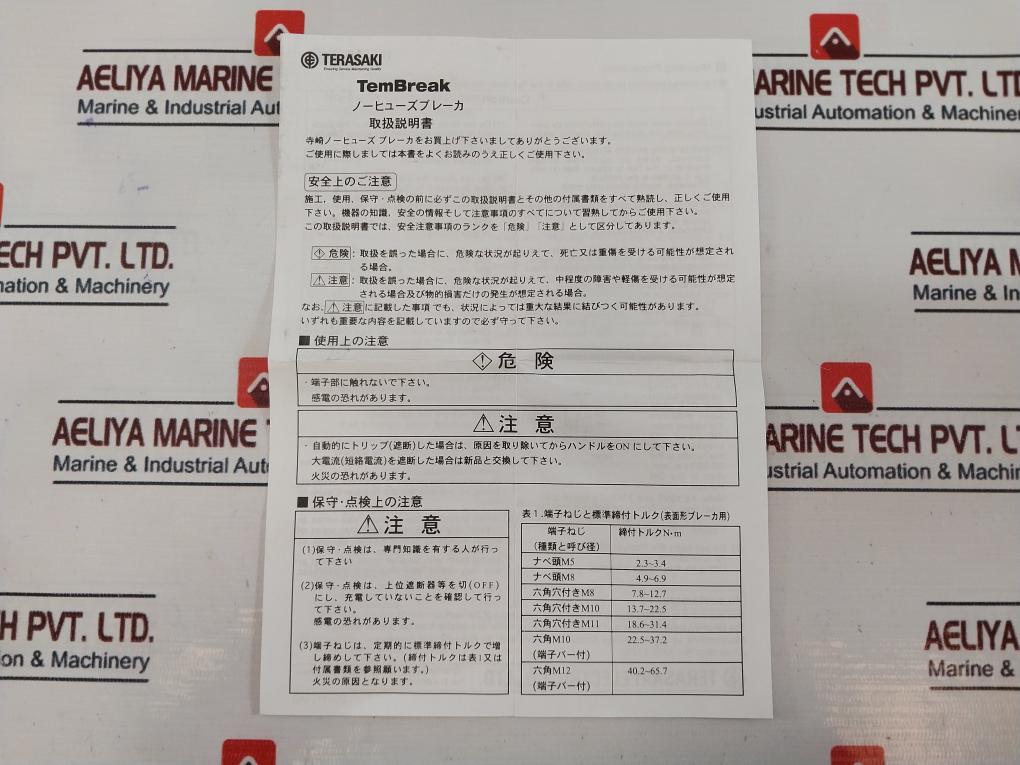 TERASAKI
TemBreak
ノーヒューズブレーカ
取扱説明書
寺崎ノーヒューズ ブレーカをお買上げ下さいましてありがとうございます。
ご使用に際しましては本書をよくお読みのうえ正しくご使用下さい。
安全上のご注意
施工, 使用, 保守・点検の前に必ずこの取扱説明書とその他の付属書類をすべて熟読し、正しくご使用
下さい。機器の知識, 安全の情報そして注意事項のすべてについて習熟してからご使用下さい。
この取扱説明書では、安全注意事項のランクを「危険」「注意」として区分してあります。
危険 : 取扱を誤った場合に、危険な状況が起りえて、死亡又は重傷を受ける可能性が想定され
る場合。
注意 : 取扱を誤った場合に、危険な状況が起りえて、中程度の障害や軽傷を受ける可能性が想定
される場合及び物的損害だけの発生が想定される場合。
なお、注意に記載した事項 でも、状況によっては重大な結果に結びつく可能性があります。
いずれも重要な内容を記載していますので必ず守って下さい。
■ 使用上の注意
危 険
・端子部に触れないで下さい。
感電の恐れがあります。
注 意
・自動的にトリップ(遮断)した場合は、原因を取り除いてからハンドルをON にして下さい。
大電流(短絡電流)を遮断した場合は新品と交換して下さい。
火災の恐れがあります。
■ 保守・点検上の注意
注 意
(1)保守・点検は、専門知識を有する人が行っ
て下さい
(2)保守・点検は、上位遮断器等を切(OFF)
にし、充電していないことを確認して行っ
て下さい。
感電の恐れがあります。
(3)端子ねじは、定期的に標準締付トルクで増
し締めして下さい。(締付トルクは表1又は
付属書類を参照願います。)
火災の原因となります。
表1.端子ねじと標準締付トルク(表面形ブレーカ用)
端子ねじ 締付トルクN・m
(種類と呼び径)
ナベ頭M5 2.3~3.4
ナベ頭M8 4.9~6.9
六角穴付きM8 7.8~12.7
六角穴付きM10 13.7~22.5
六角穴付きM11 18.6~31.4
六角M10 22.5~37.2
(端子バー付)
六角M12 40.2~65.7
(端子バー付)
AELIYA MARINE
Marine & Industrial Aut
MARINE TECH PVT. LTD
ustrial Automation & Machiner
ECH PVT. LTD.
mation & Machinery
AELIYA M
Marine & In
AELIYA MARINE T
Marine & Industrial Aut
ARINE TECH PVT. LT
ustrial Automation & Machin
H PVT. LTD.
on & Machinery
AELIYA
Marine &